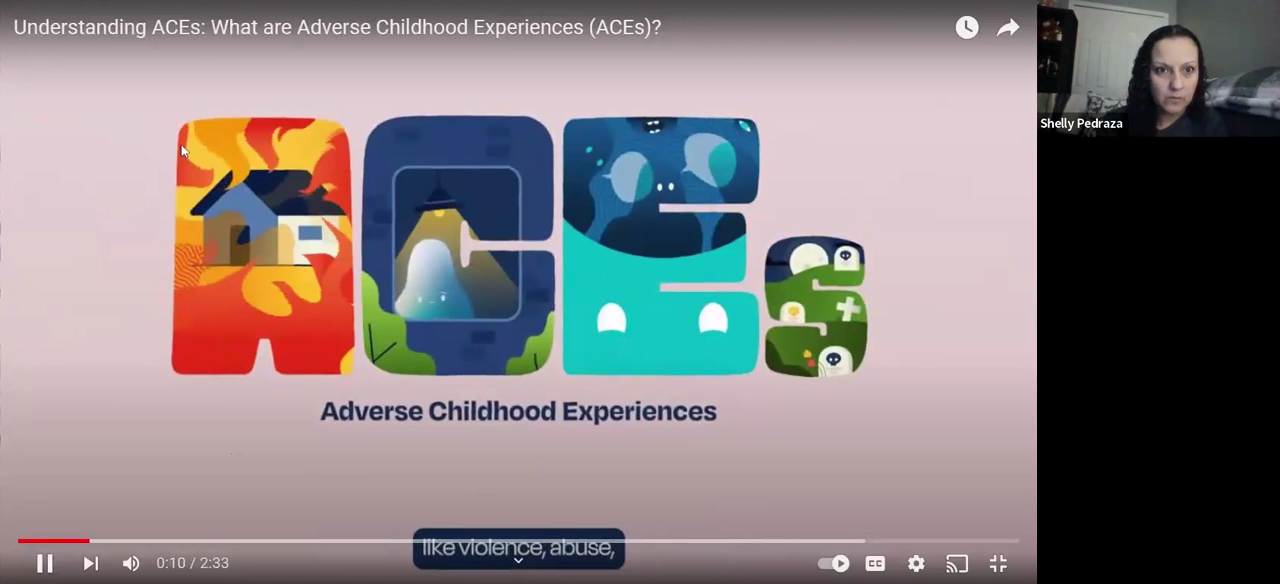 Understanding ACEs: What are Adverse Childhood Experiences (ACEs)?
Shelly Pedraza
ACEs
Adverse Childhood Experiences
like violence, abuse,
0:10 / 2:33
CC